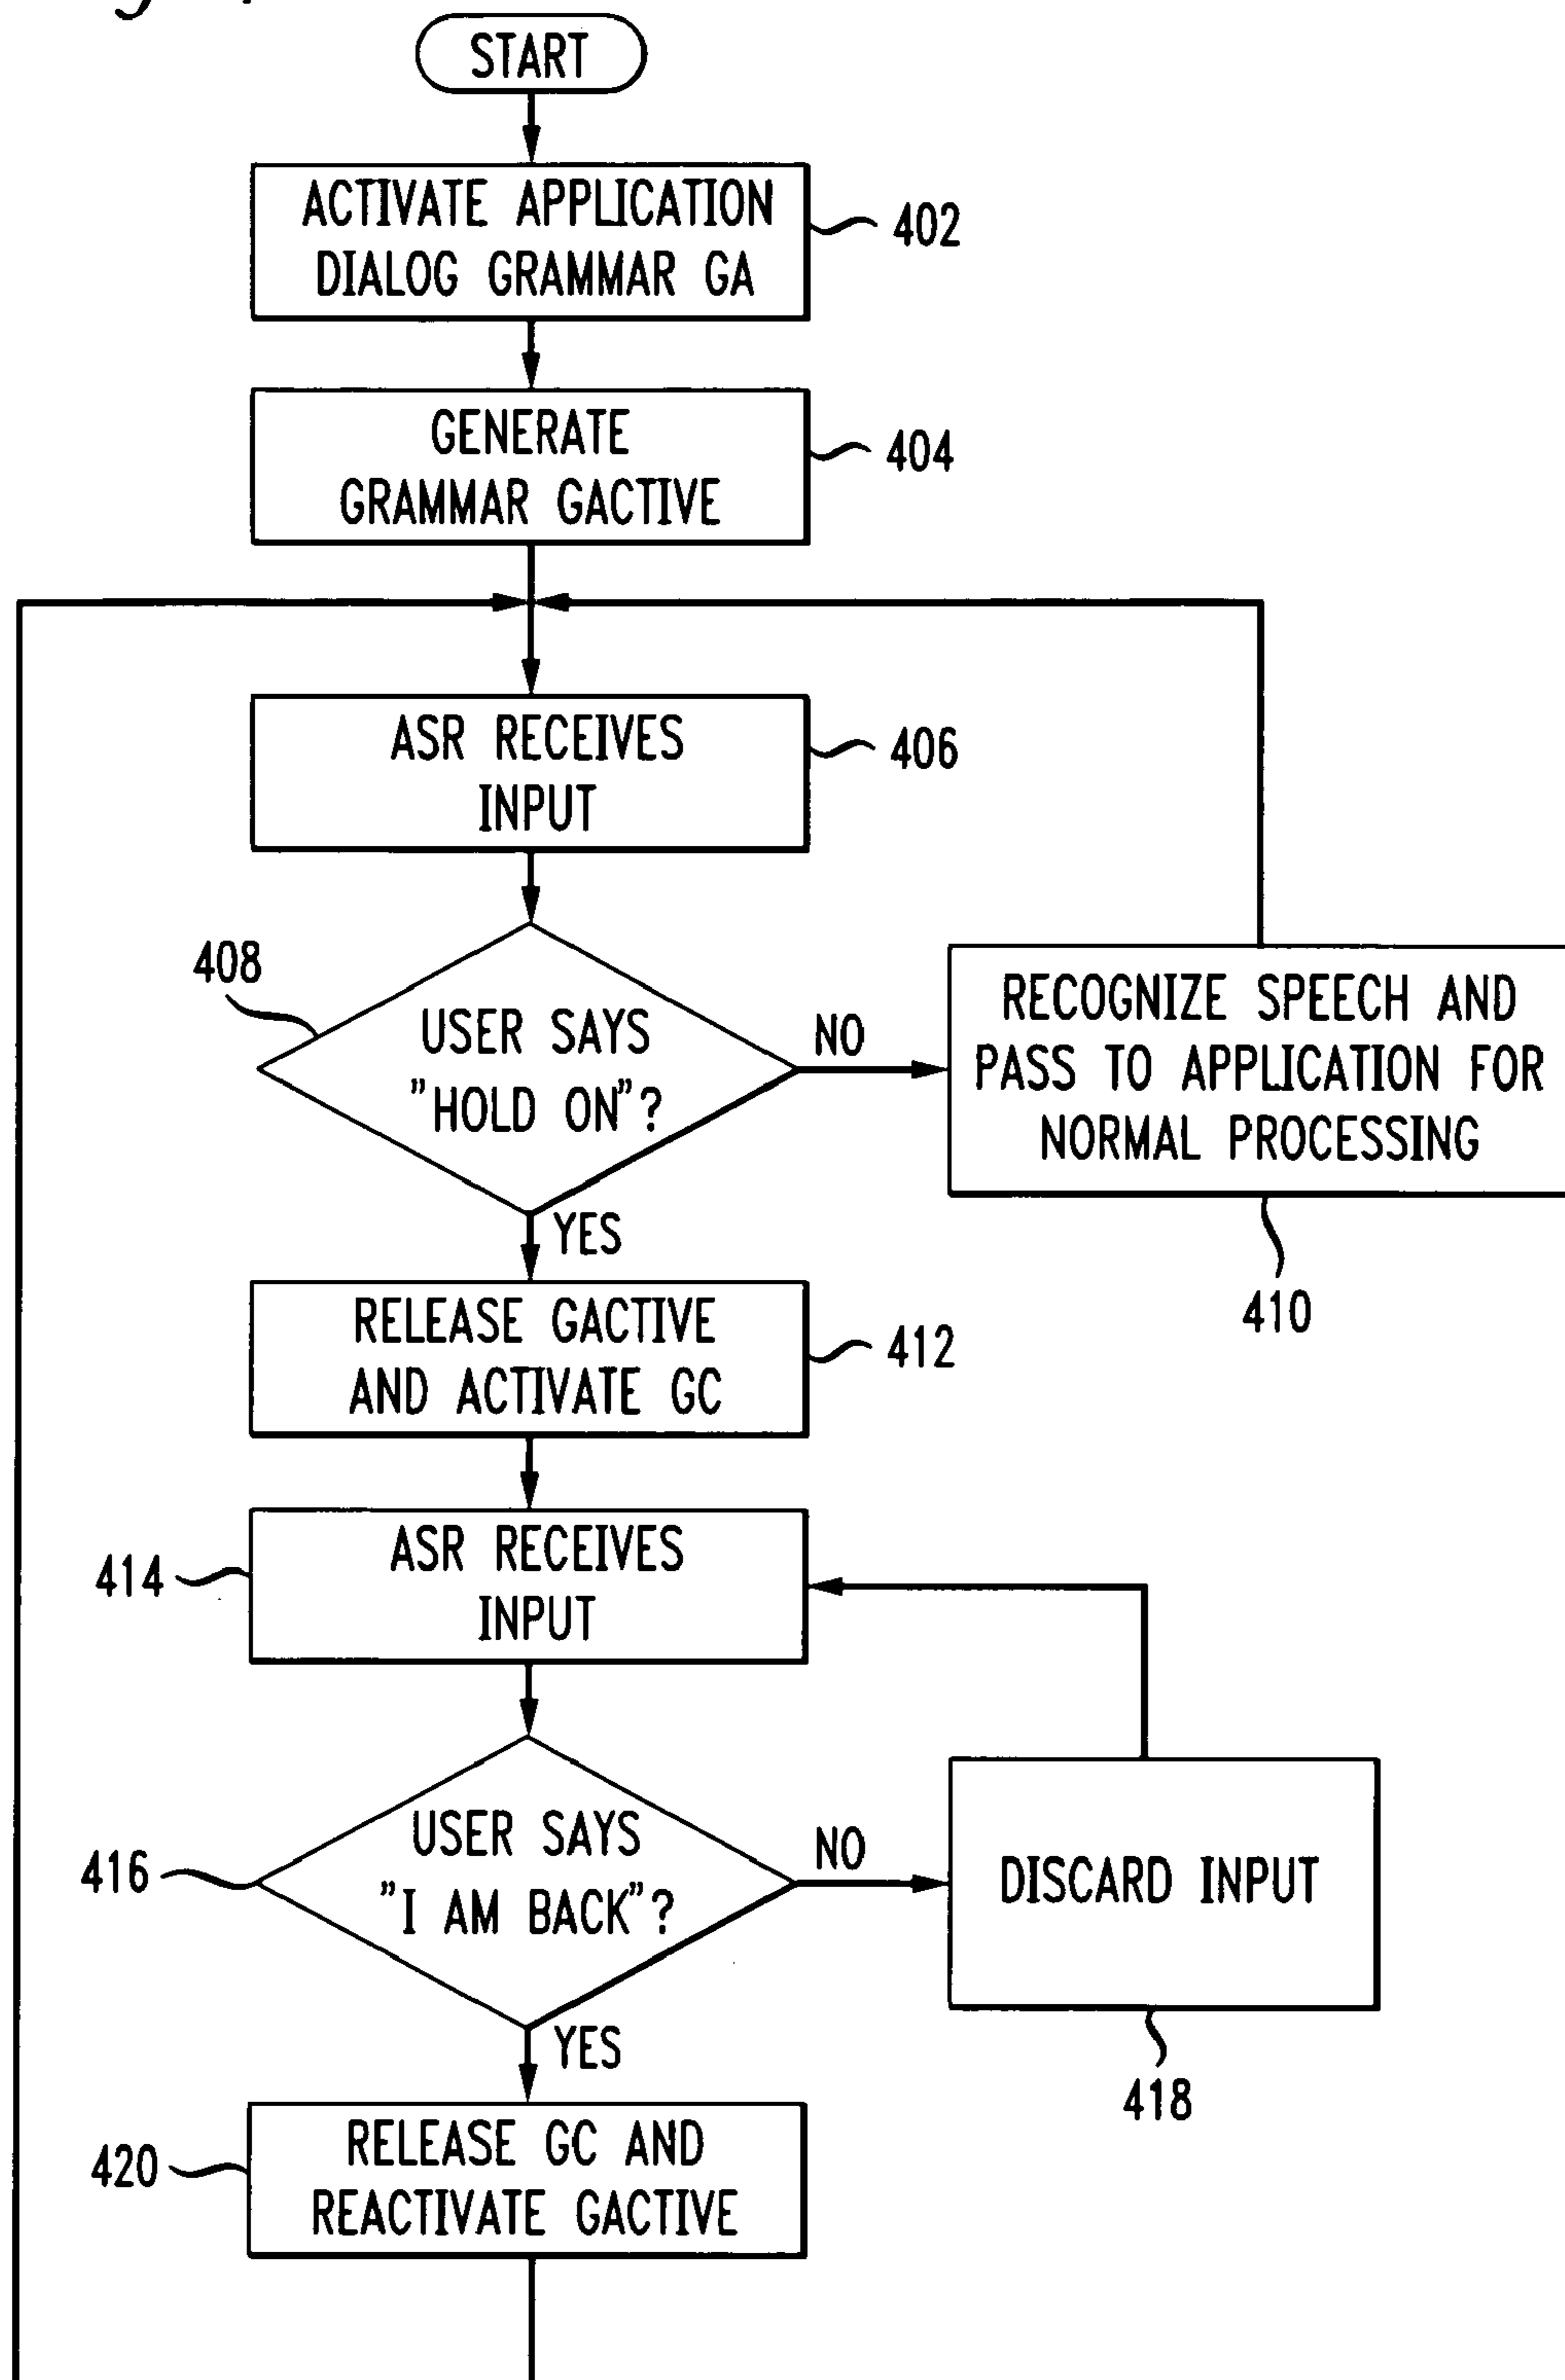 START
ACTIVATE APPLICATION
DIALOG GRAMMAR GA
402
GENERATE
GRAMMAR GACTIVE
404
ASR RECEIVES
INPUT
406
408
USER SAYS
"HOLD ON"?
NO
RECOGNIZE SPEECH AND
PASS TO APPLICATION FOR
NORMAL PROCESSING
410
YES
RELEASE GACTIVE
AND ACTIVATE GC
412
ASR RECEIVES
INPUT
414
USER SAYS
"I AM BACK"?
416
NO
DISCARD INPUT
418
YES
RELEASE GC AND
REACTIVATE GACTIVE
420